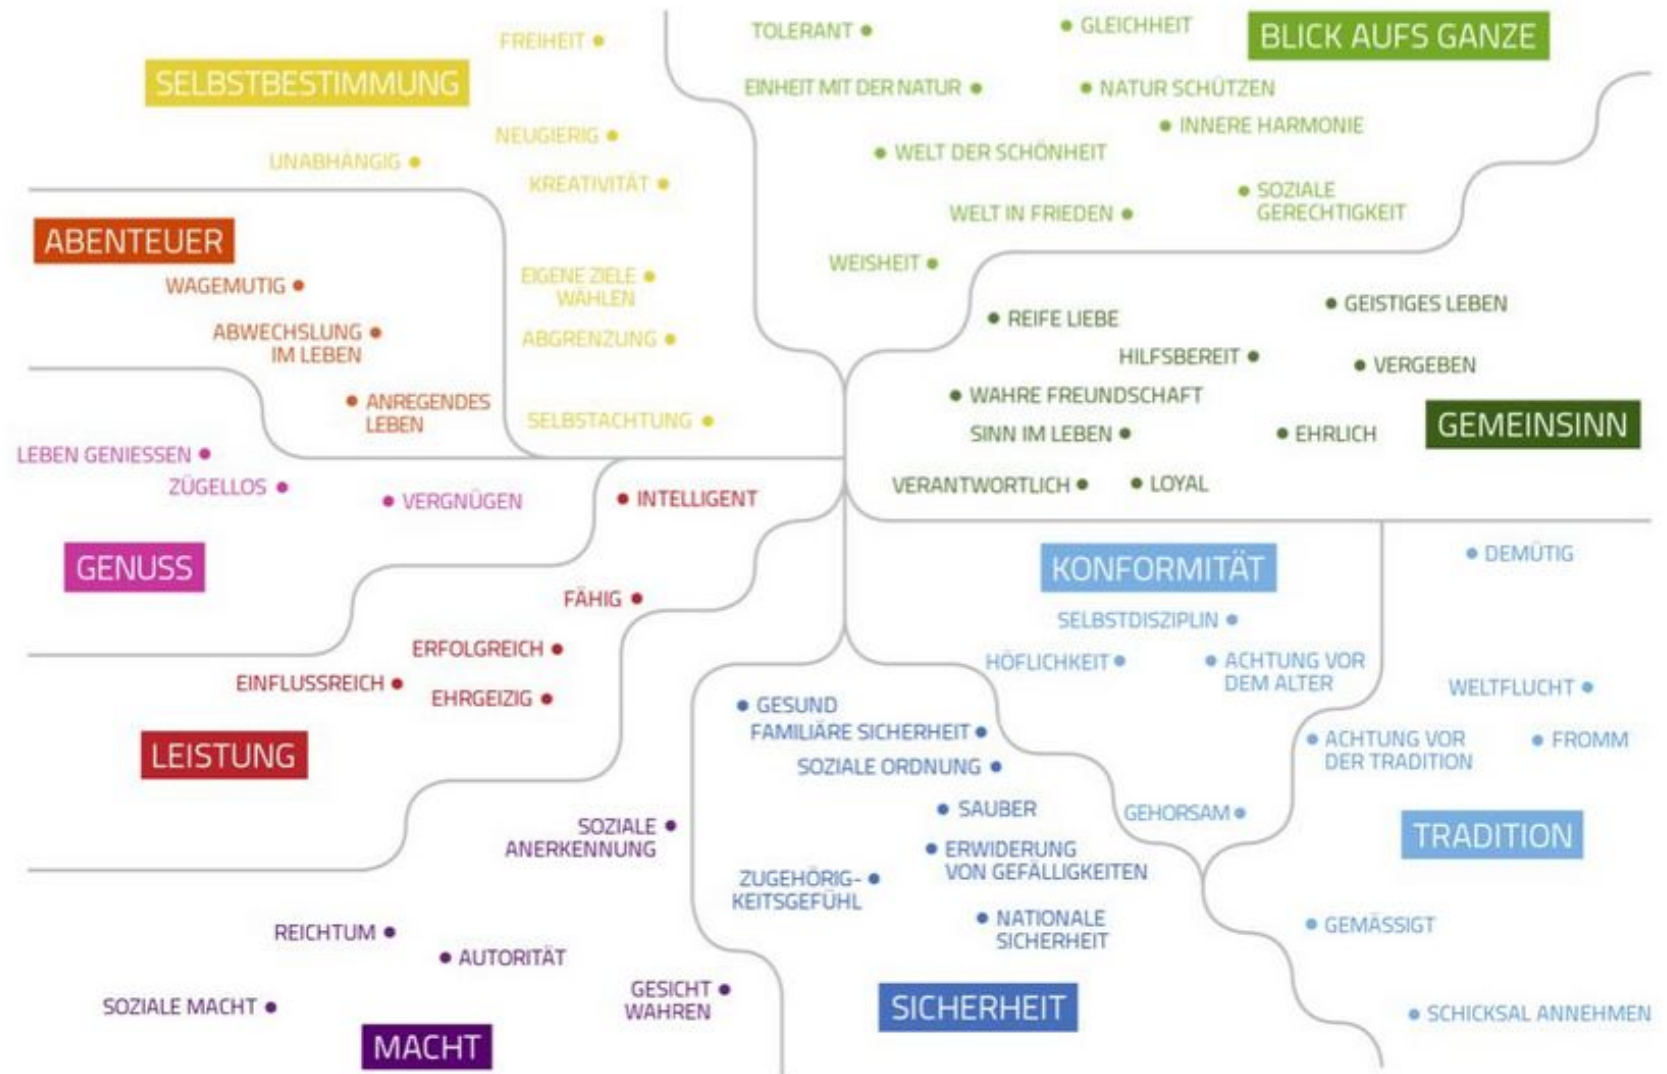 SELBSTBESTIMMUNG
FREIHEIT
NEUGIERIG
UNABHÄNGIG
KREATIVITÄT
EIGENE ZIELE
WÄHLEN
ABGRENZUNG
SELBSTACHTUNG
BLICK AUFS GANZE
TOLERANT
GLEICHHEIT
EINHEIT MIT DER NATUR
NATUR SCHÜTZEN
INNERE HARMONIE
WELT DER SCHÖNHEIT
SOZIALE
GERECHTIGKEIT
WELT IN FRIEDEN
WEISHEIT
ABENTEUER
WAGEMUTIG
ABWECHSLUNG
IM LEBEN
ANREGENDES
LEBEN
GEISTIGES LEBEN
REIFE LIEBE
HILFSBEREIT
VERGEBEN
WAHRE FREUNDSCHAFT
GEMEINSINN
SINN IM LEBEN
EHRLICH
VERANTWORTLICH
LOYAL
LEBEN GENIESSEN
ZÜGELLOS
VERGNÜGEN
GENUSS
INTELLIGENT
FÄHIG
ERFOLGREICH
EINFLUSSREICH
EHRGEIZIG
LEISTUNG
KONFORMITÄT
SELBSTDISZIPLIN
HÖFLICHKEIT
ACHTUNG VOR
DEM ALTER
GEHORSAM
DEMÜTIG
WELTFLUCHT
ACHTUNG VOR
DER TRADITION
FROMM
TRADITION
GEMÄSSIGT
SCHICKSAL ANNEHMEN
GESUND
FAMILIÄRE SICHERHEIT
SOZIALE ORDNUNG
SAUBER
ERWIDERUNG
VON GEFÄLLIGKEITEN
ZUGEHÖRIG-
KEITSGEFÜHL
NATIONALE
SICHERHEIT
SICHERHEIT
SOZIALE
ANERKENNUNG
REICHTUM
AUTORITÄT
GESICHT
WAHREN
SOZIALE MACHT
MACHT